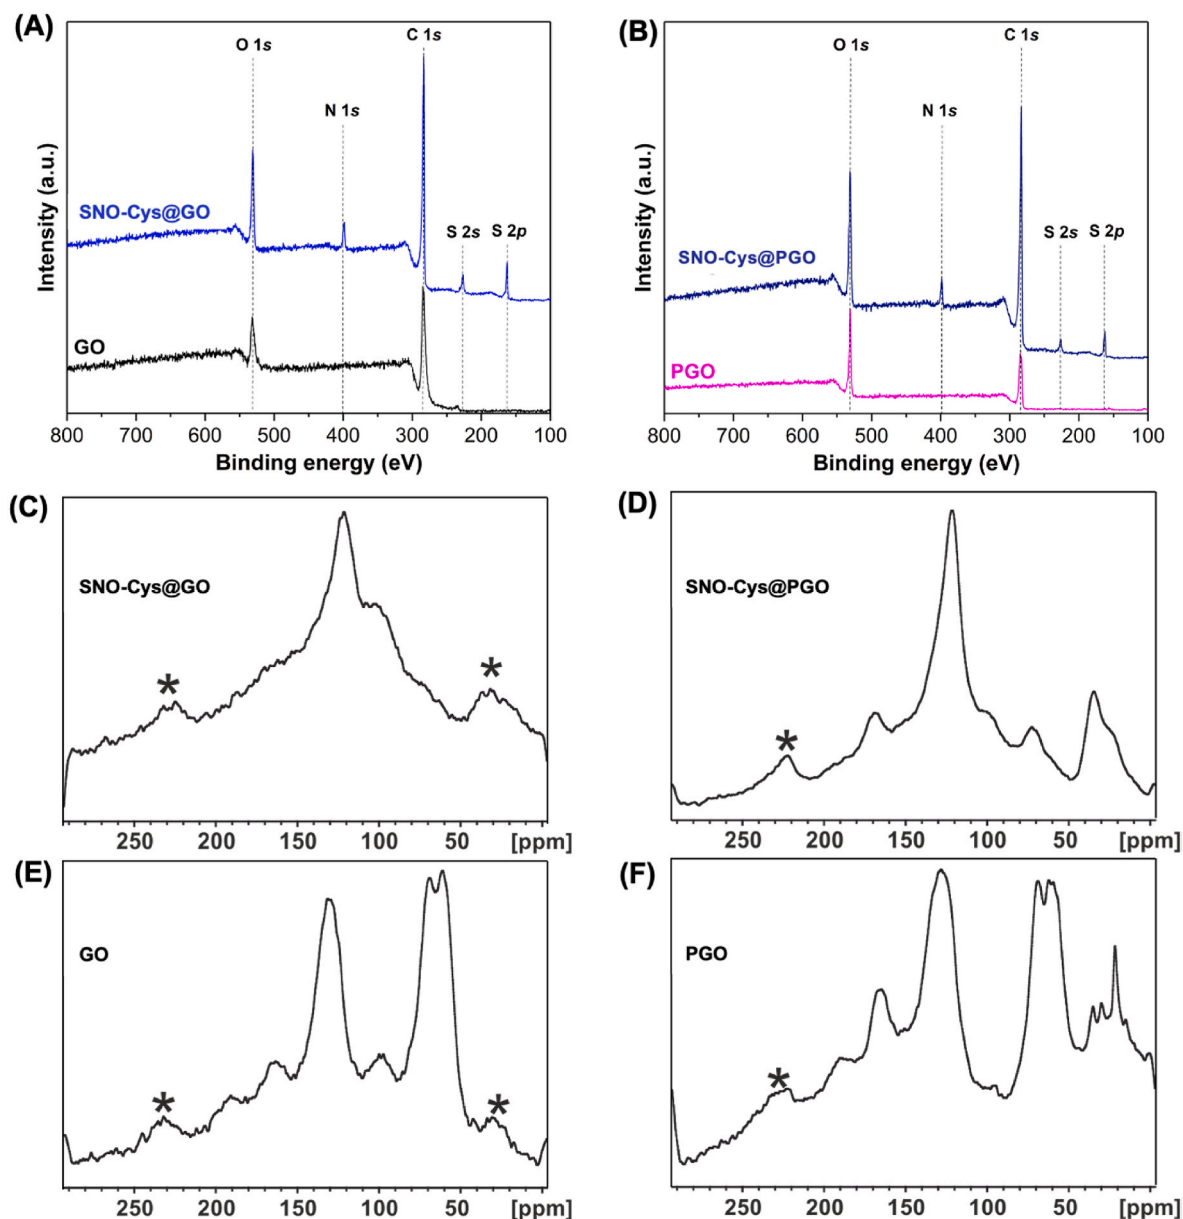 (A)
O 1s
C 1s
N 1s
SNO-Cys@GO
S 2s
S 2p
GO
Intensity (a.u.)
800 700 600 500 400 300 200 100
Binding energy (eV)
(B)
O 1s
C 1s
N 1s
S 2s
S 2p
SNO-Cys@PGO
PGO
Intensity (a.u.)
800 700 600 500 400 300 200 100
Binding energy (eV)
(C)
SNO-Cys@GO
*
*
250 200 150 100 50 [ppm]
(D)
SNO-Cys@PGO
*
250 200 150 100 50 [ppm]
(E)
GO
*
*
250 200 150 100 50 [ppm]
(F)
PGO
*
250 200 150 100 50 [ppm]